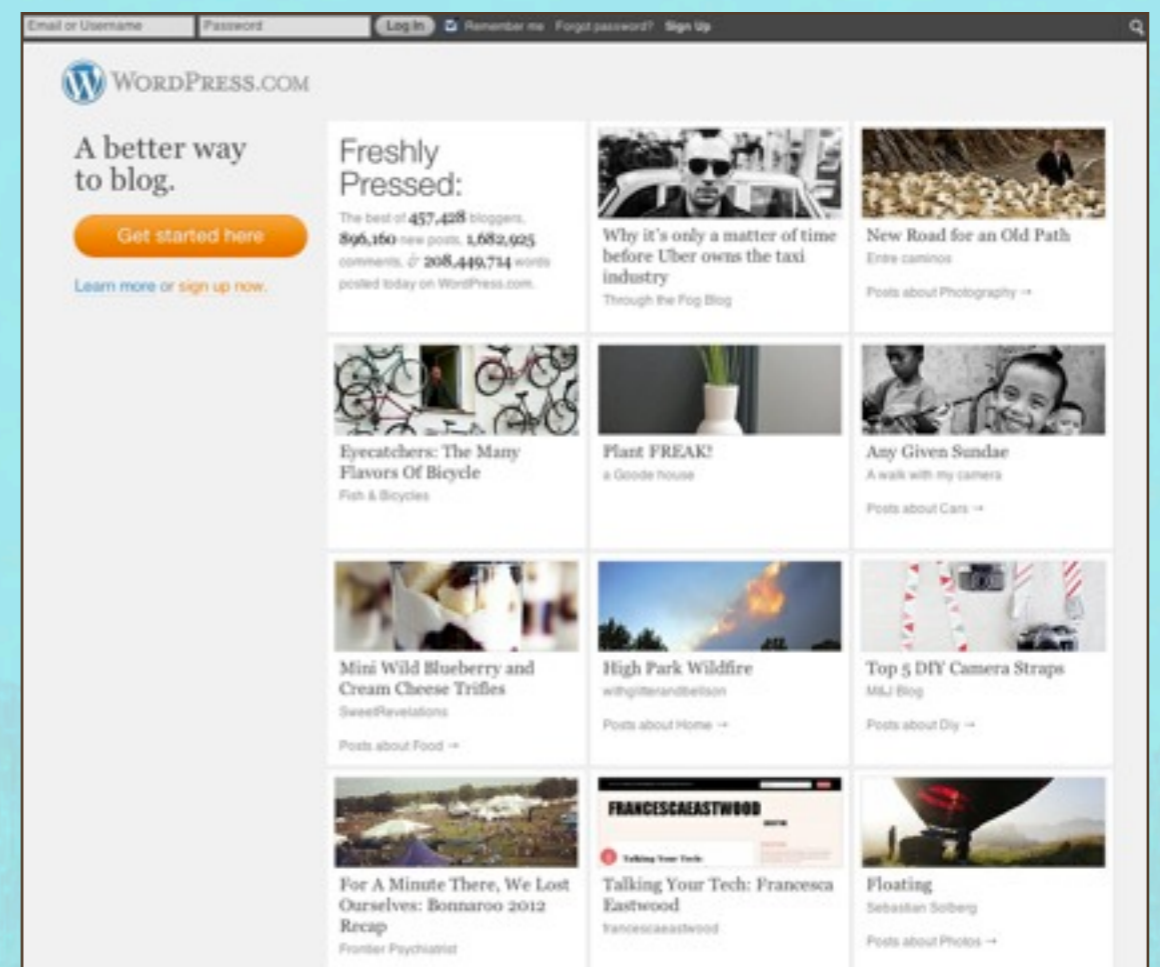 Email or Username
Password
Log In
Remember me
Forgot password?
Sign Up
WORDPRESS.COM
A better way
to blog.
Get started here
Learn more or sign up now.
Freshly
Pressed:
The best of 457,428 bloggers,
896,160 new posts, 1,682,925
comments, & 208,449,714 words
posted today on WordPress.com.
Why it's only a matter of time
before Uber owns the taxi
industry
Through the Fog Blog
New Road for an Old Path
Entre caminos
Posts about Photography →
Eyecatchers: The Many
Flavors Of Bicycle
Fish & Bicycles
Plant FREAK!
a Goode house
Any Given Sundae
A walk with my camera
Posts about Cars →
Mini Wild Blueberry and
Cream Cheese Trifles
SweetRevelations
Posts about Food →
High Park Wildfire
withglitterandbellson
Posts about Home →
Top 5 DIY Camera Straps
M&J Blog
Posts about Diy →
For A Minute There, We Lost
Ourselves: Bonnaroo 2012
Recap
Frontier Psychiatrist
FRANCESCAEASTWOOD
Talking Your Tech:
Talking Your Tech: Francesca
Eastwood
francescaeastwood
Floating
Sebastian Solberg
Posts about Photos →